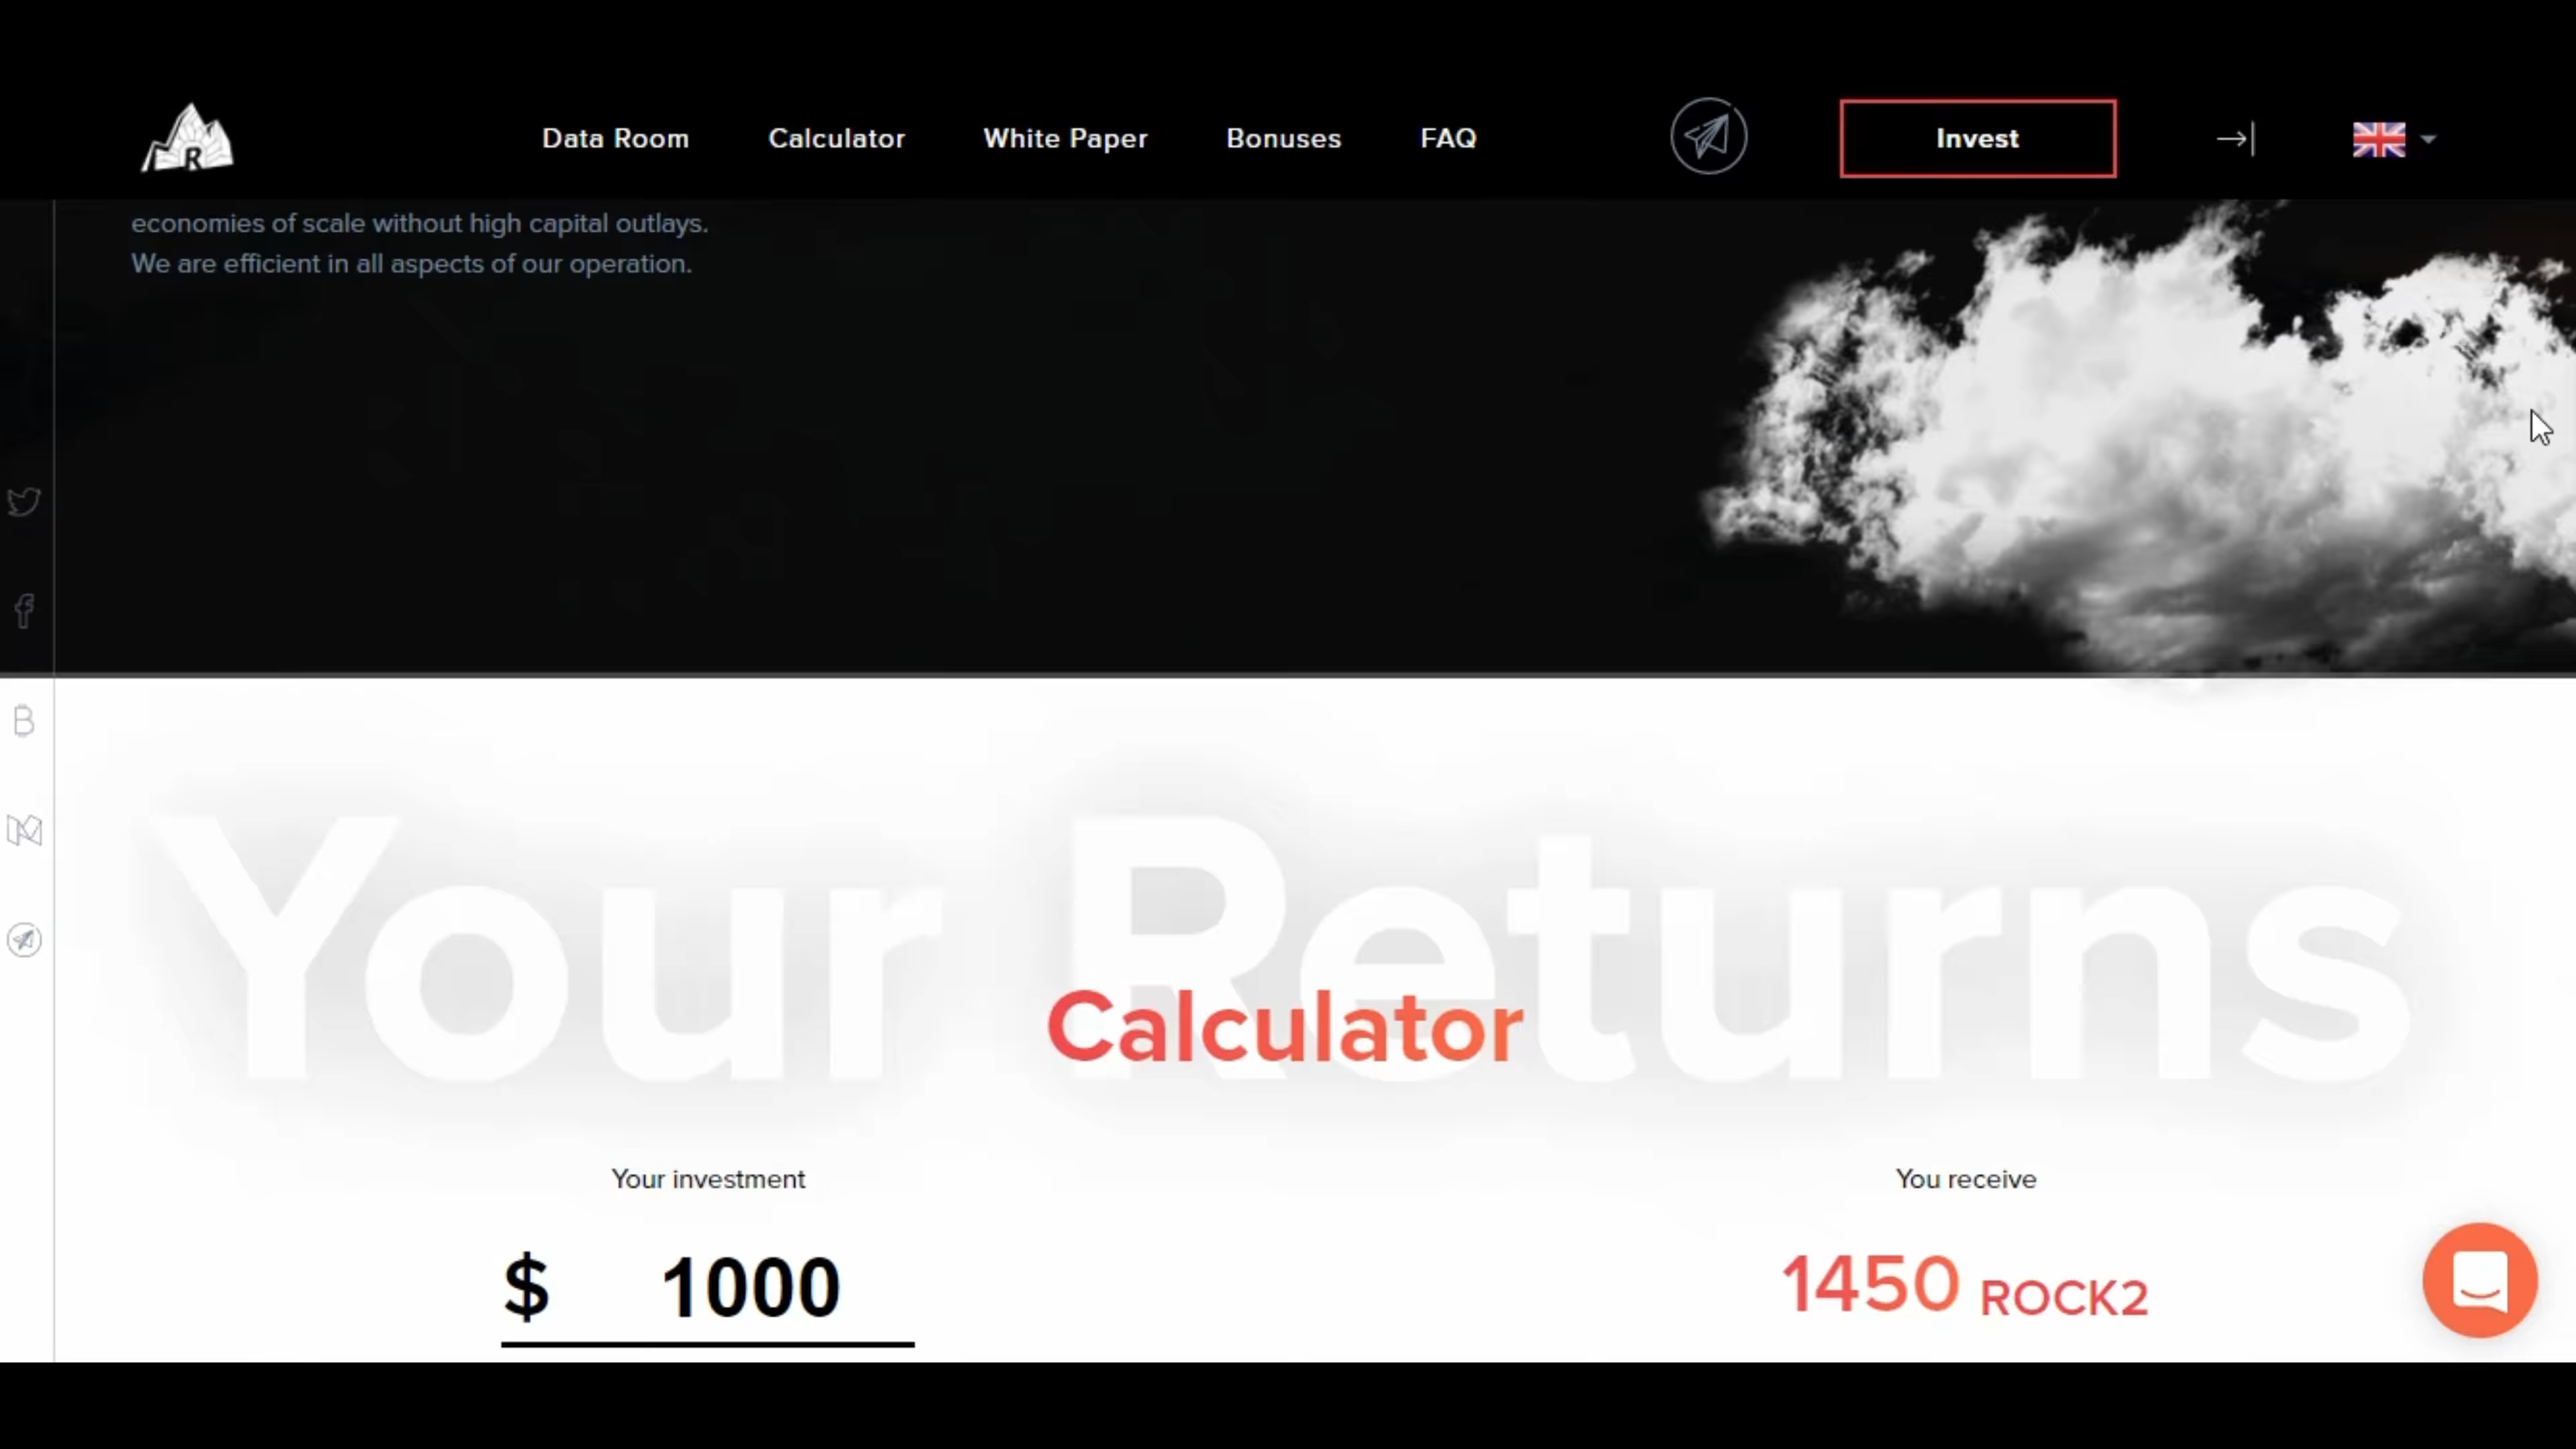 R
Data Room Calculator White Paper Bonuses FAQ Invest
economies of scale without high capital outlays.
We are efficient in all aspects of our operation.
Your Returns
Calculator
Your investment You receive
$ 1000 1450 ROCK2